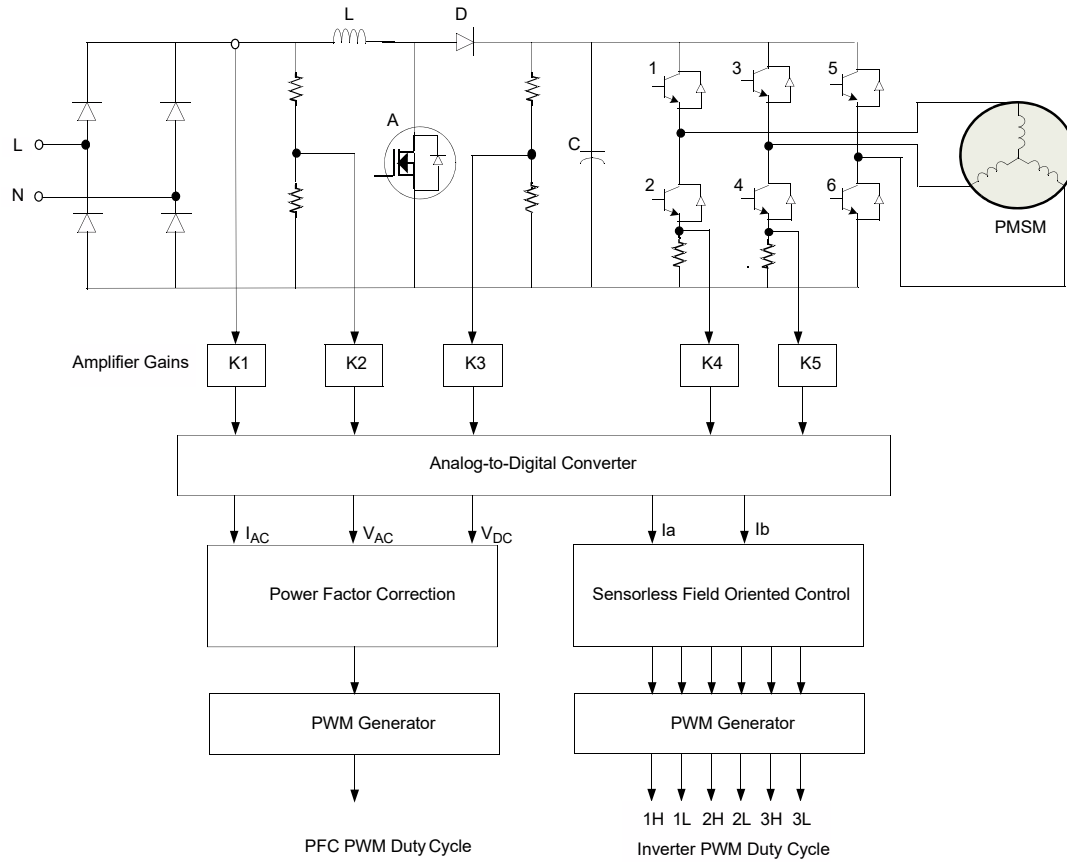 L D
1 3 5
A
L
C
N
2 4 6
PMSM
Amplifier Gains K1 K2 K3 K4 K5
Analog-to-Digital Converter
IAC VAC VDC Ia Ib
Power Factor Correction Sensorless Field Oriented Control
PWM Generator PWM Generator
1H 1L 2H 2L 3H 3L
PFC PWM Duty Cycle Inverter PWM Duty Cycle